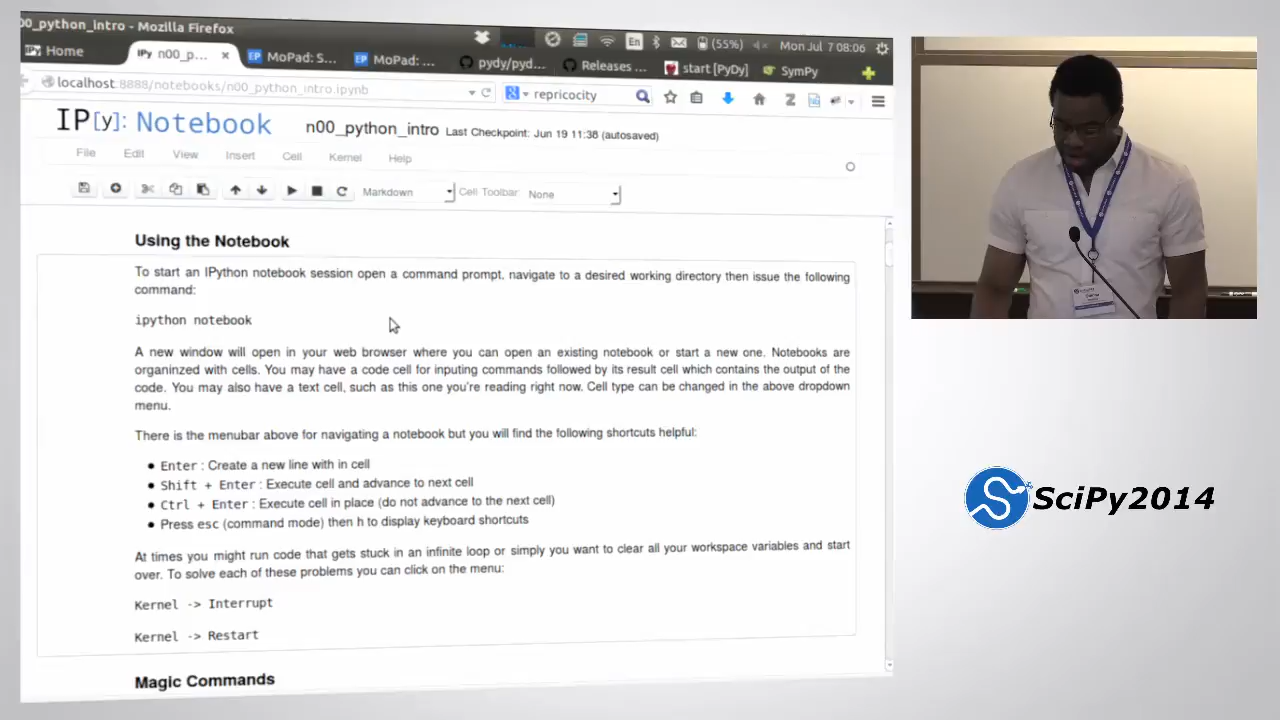 00_python_intro - Mozilla Firefox
En
(55%)
Mon Jul 7 08:06
IPy Home
IPy n00_p...
EP MoPad: S...
EP MoPad: ...
pydy/pyd...
Releases ...
start [PyDy]
SymPy
localhost:8888/notebooks/n00_python_intro.ipynb
repricocity
IP[y]: Notebook
n00_python_intro Last Checkpoint: Jun 19 11:36 (autosaved)
File Edit View Insert Cell Kernel Help
Markdown
Cell Toolbar: None
Using the Notebook
To start an IPython notebook session open a command prompt, navigate to a desired working directory then issue the following
command:
ipython notebook
A new window will open in your web browser where you can open an existing notebook or start a new one. Notebooks are
organinzed with cells. You may have a code cell for inputing commands followed by its result cell which contains the output of the
code. You may also have a text cell, such as this one you're reading right now. Cell type can be changed in the above dropdown
menu.
There is the menubar above for navigating a notebook but you will find the following shortcuts helpful:
• Enter : Create a new line with in cell
• Shift + Enter : Execute cell and advance to next cell
• Ctrl + Enter : Execute cell in place (do not advance to the next cell)
• Press esc (command mode) then h to display keyboard shortcuts
At times you might run code that gets stuck in an infinite loop or simply you want to clear all your workspace variables and start
over. To solve each of these problems you can click on the menu:
Kernel -> Interrupt
Kernel -> Restart
Magic Commands
SciPy2014